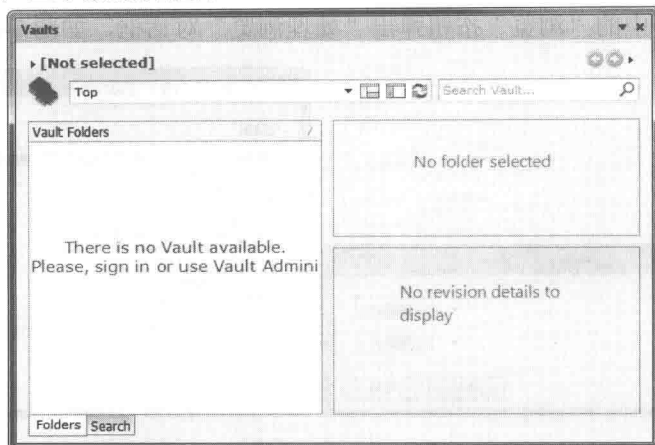 Vaults
[Not selected]
Top
Search Vault...
Vault Folders
No folder selected
There is no Vault available.
Please, sign in or use Vault Admini
No revision details to
display
Folders
Search